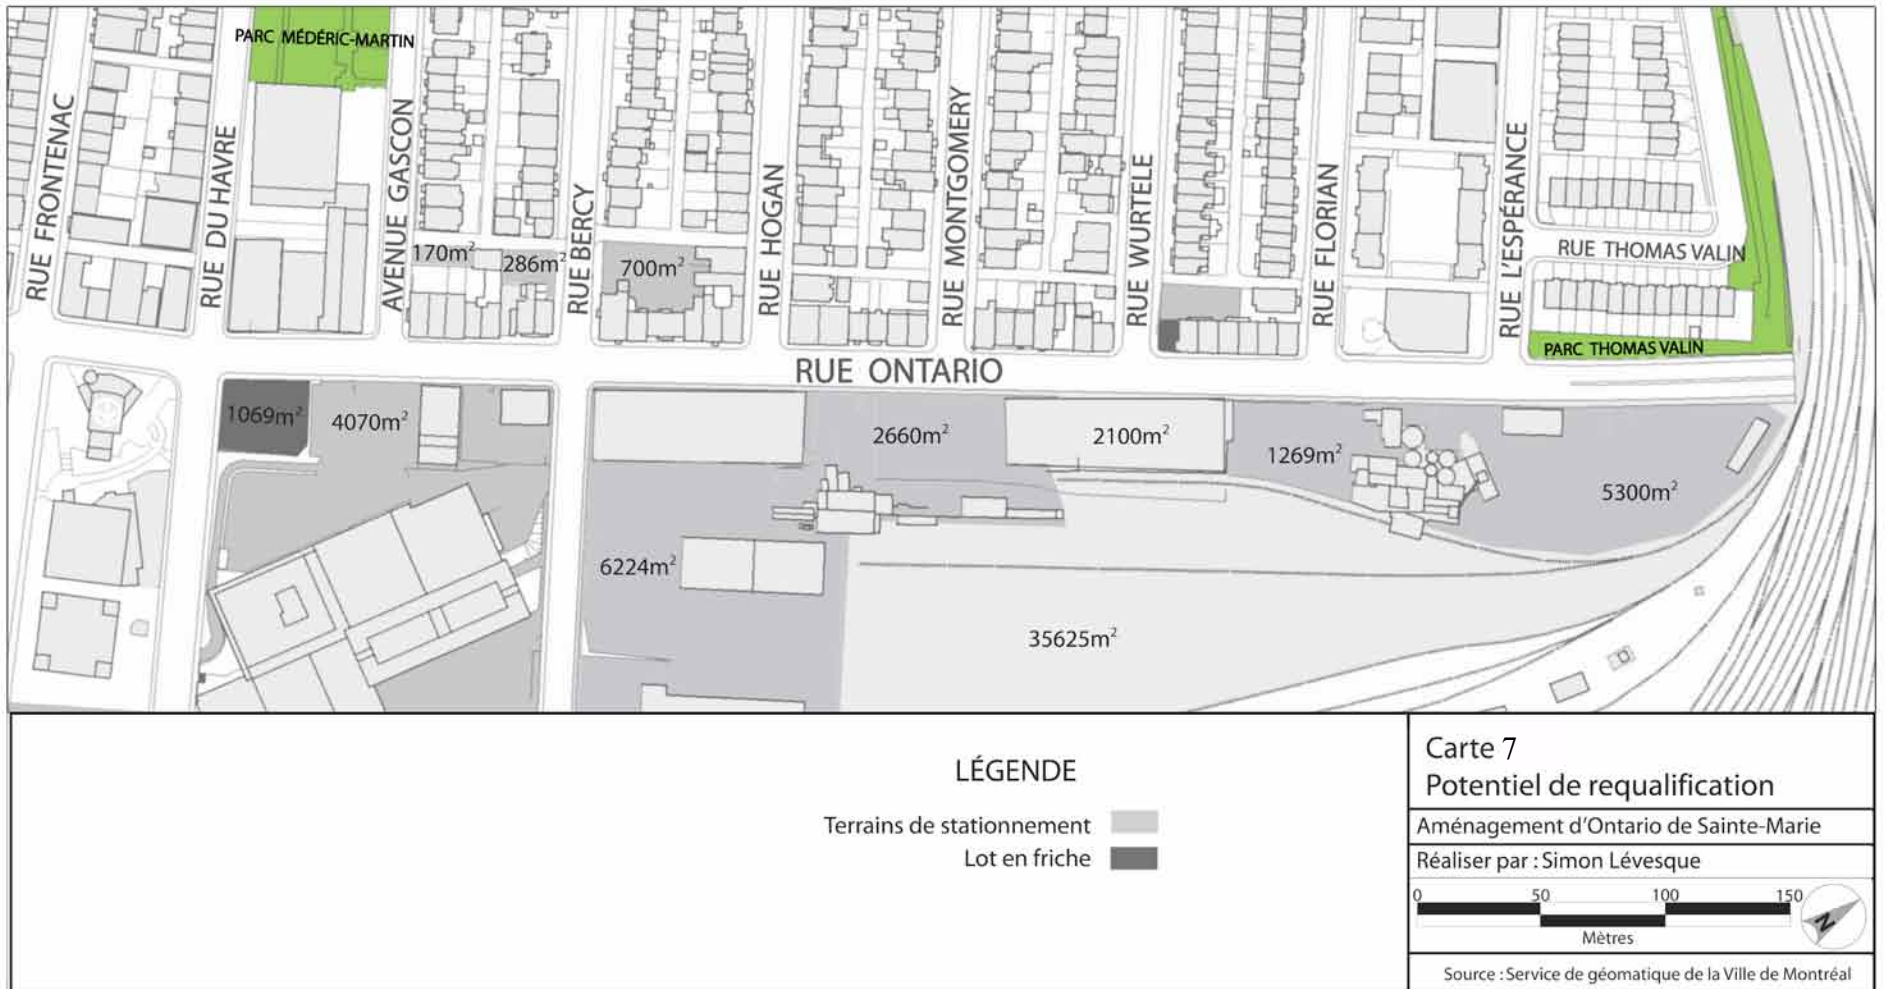 PARC MÉDÉRIC-MARTIN
RUE FRONTENAC
RUE DU HAVRE
AVENUE GASCON
RUE BERCY
RUE HOGAN
RUE MONTGOMERY
RUE WURTELE
RUE FLORIAN
RUE L'ESPÉRANCE
RUE THOMAS VALIN
170m²
286m²
700m²
PARC THOMAS VALIN
RUE ONTARIO
1069m²
4070m²
2660m²
2100m²
1269m²
5300m²
6224m²
35625m²
LÉGENDE
Terrains de stationnement
Lot en friche
Carte 7
Potentiel de requalification
Aménagement d'Ontario de Sainte-Marie
Réaliser par : Simon Lévesque
0 50 100 150
Mètres
N
Source : Service de géomatique de la Ville de Montréal